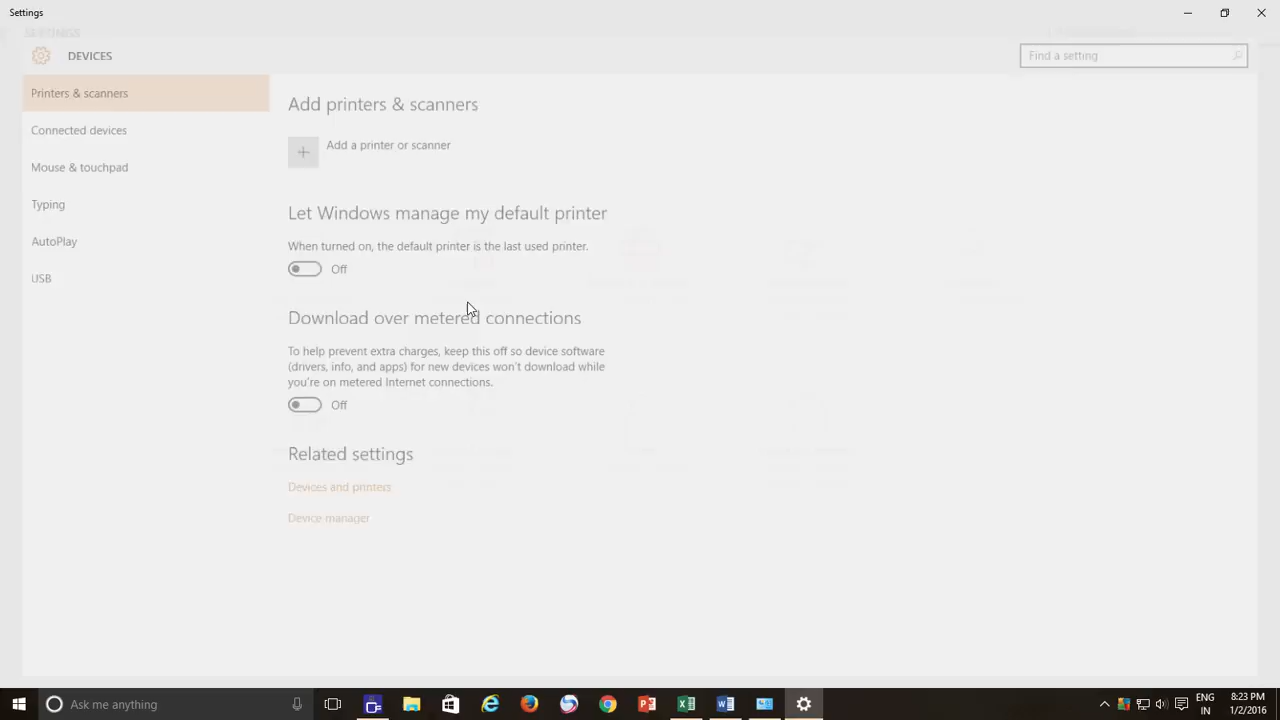 Settings
SETTINGS
DEVICES
Find a setting
Printers & scanners
Connected devices
Mouse & touchpad
Typing
AutoPlay
USB
Add printers & scanners
Add a printer or scanner
Let Windows manage my default printer
When turned on, the default printer is the last used printer.
Off
Download over metered connections
To help prevent extra charges, keep this off so device software
(drivers, info, and apps) for new devices won't download while
you're on metered Internet connections.
Off
Related settings
Devices and printers
Device manager
Ask me anything
ENG
IN
8:23 PM
1/2/2016